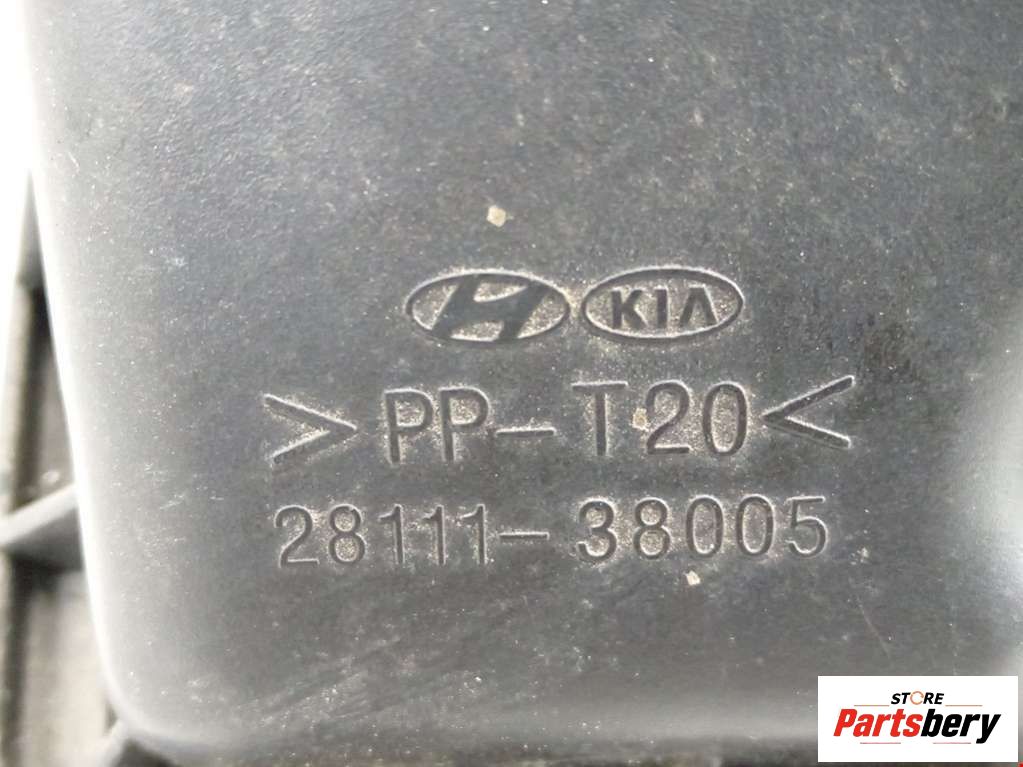 H KIA
>PP-T20<
28111-38005
STORE
Partsbery